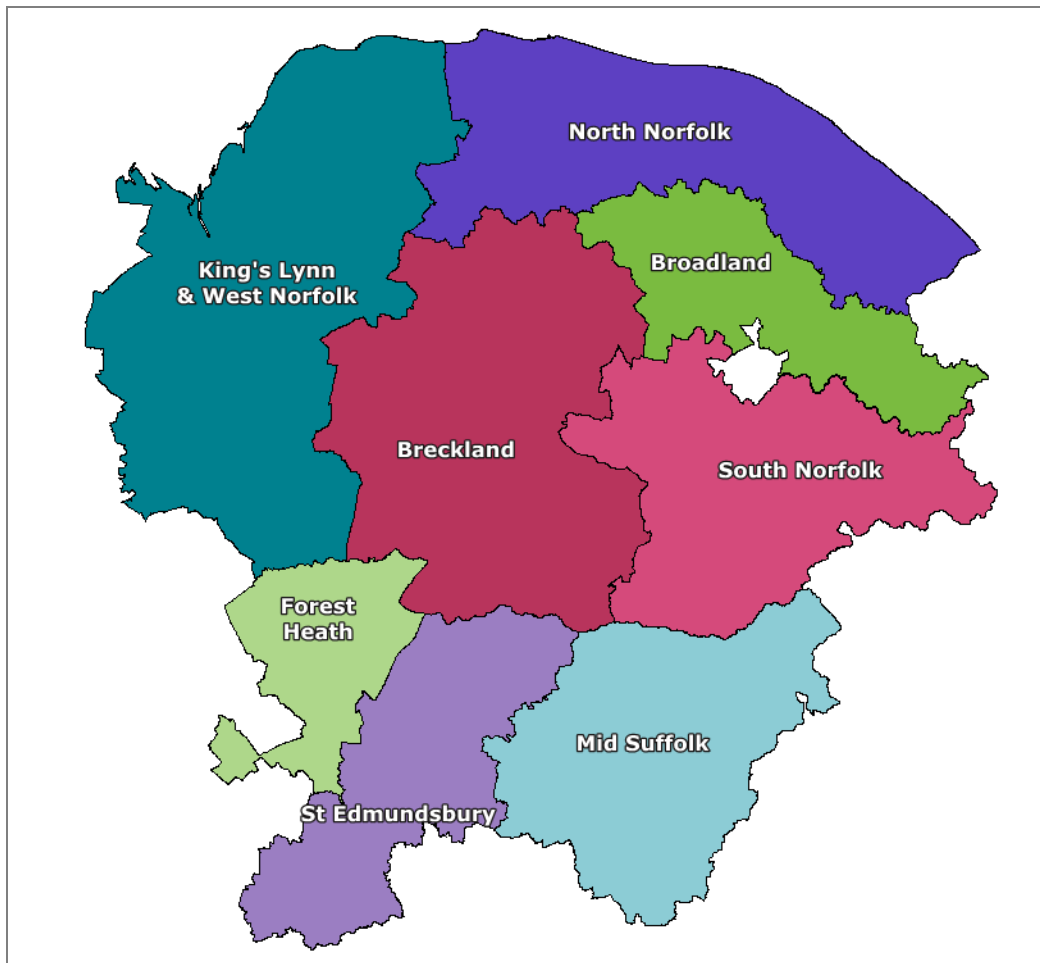 North Norfolk
Broadland
King's Lynn
& West Norfolk
Breckland
South Norfolk
Forest
Heath
Mid Suffolk
St Edmundsbury